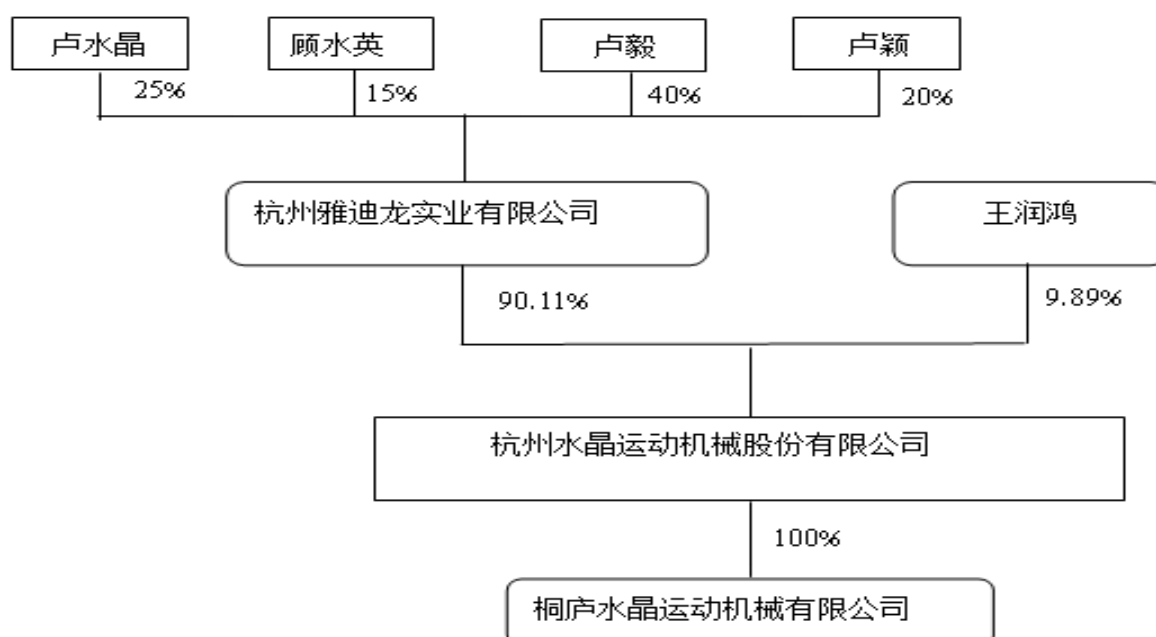 卢水晶
顾水英
卢毅
卢颖
25%
15%
40%
20%
杭州雅迪龙实业有限公司
王润鸿
90.11%
9.89%
杭州水晶运动机械股份有限公司
100%
桐庐水晶运动机械有限公司